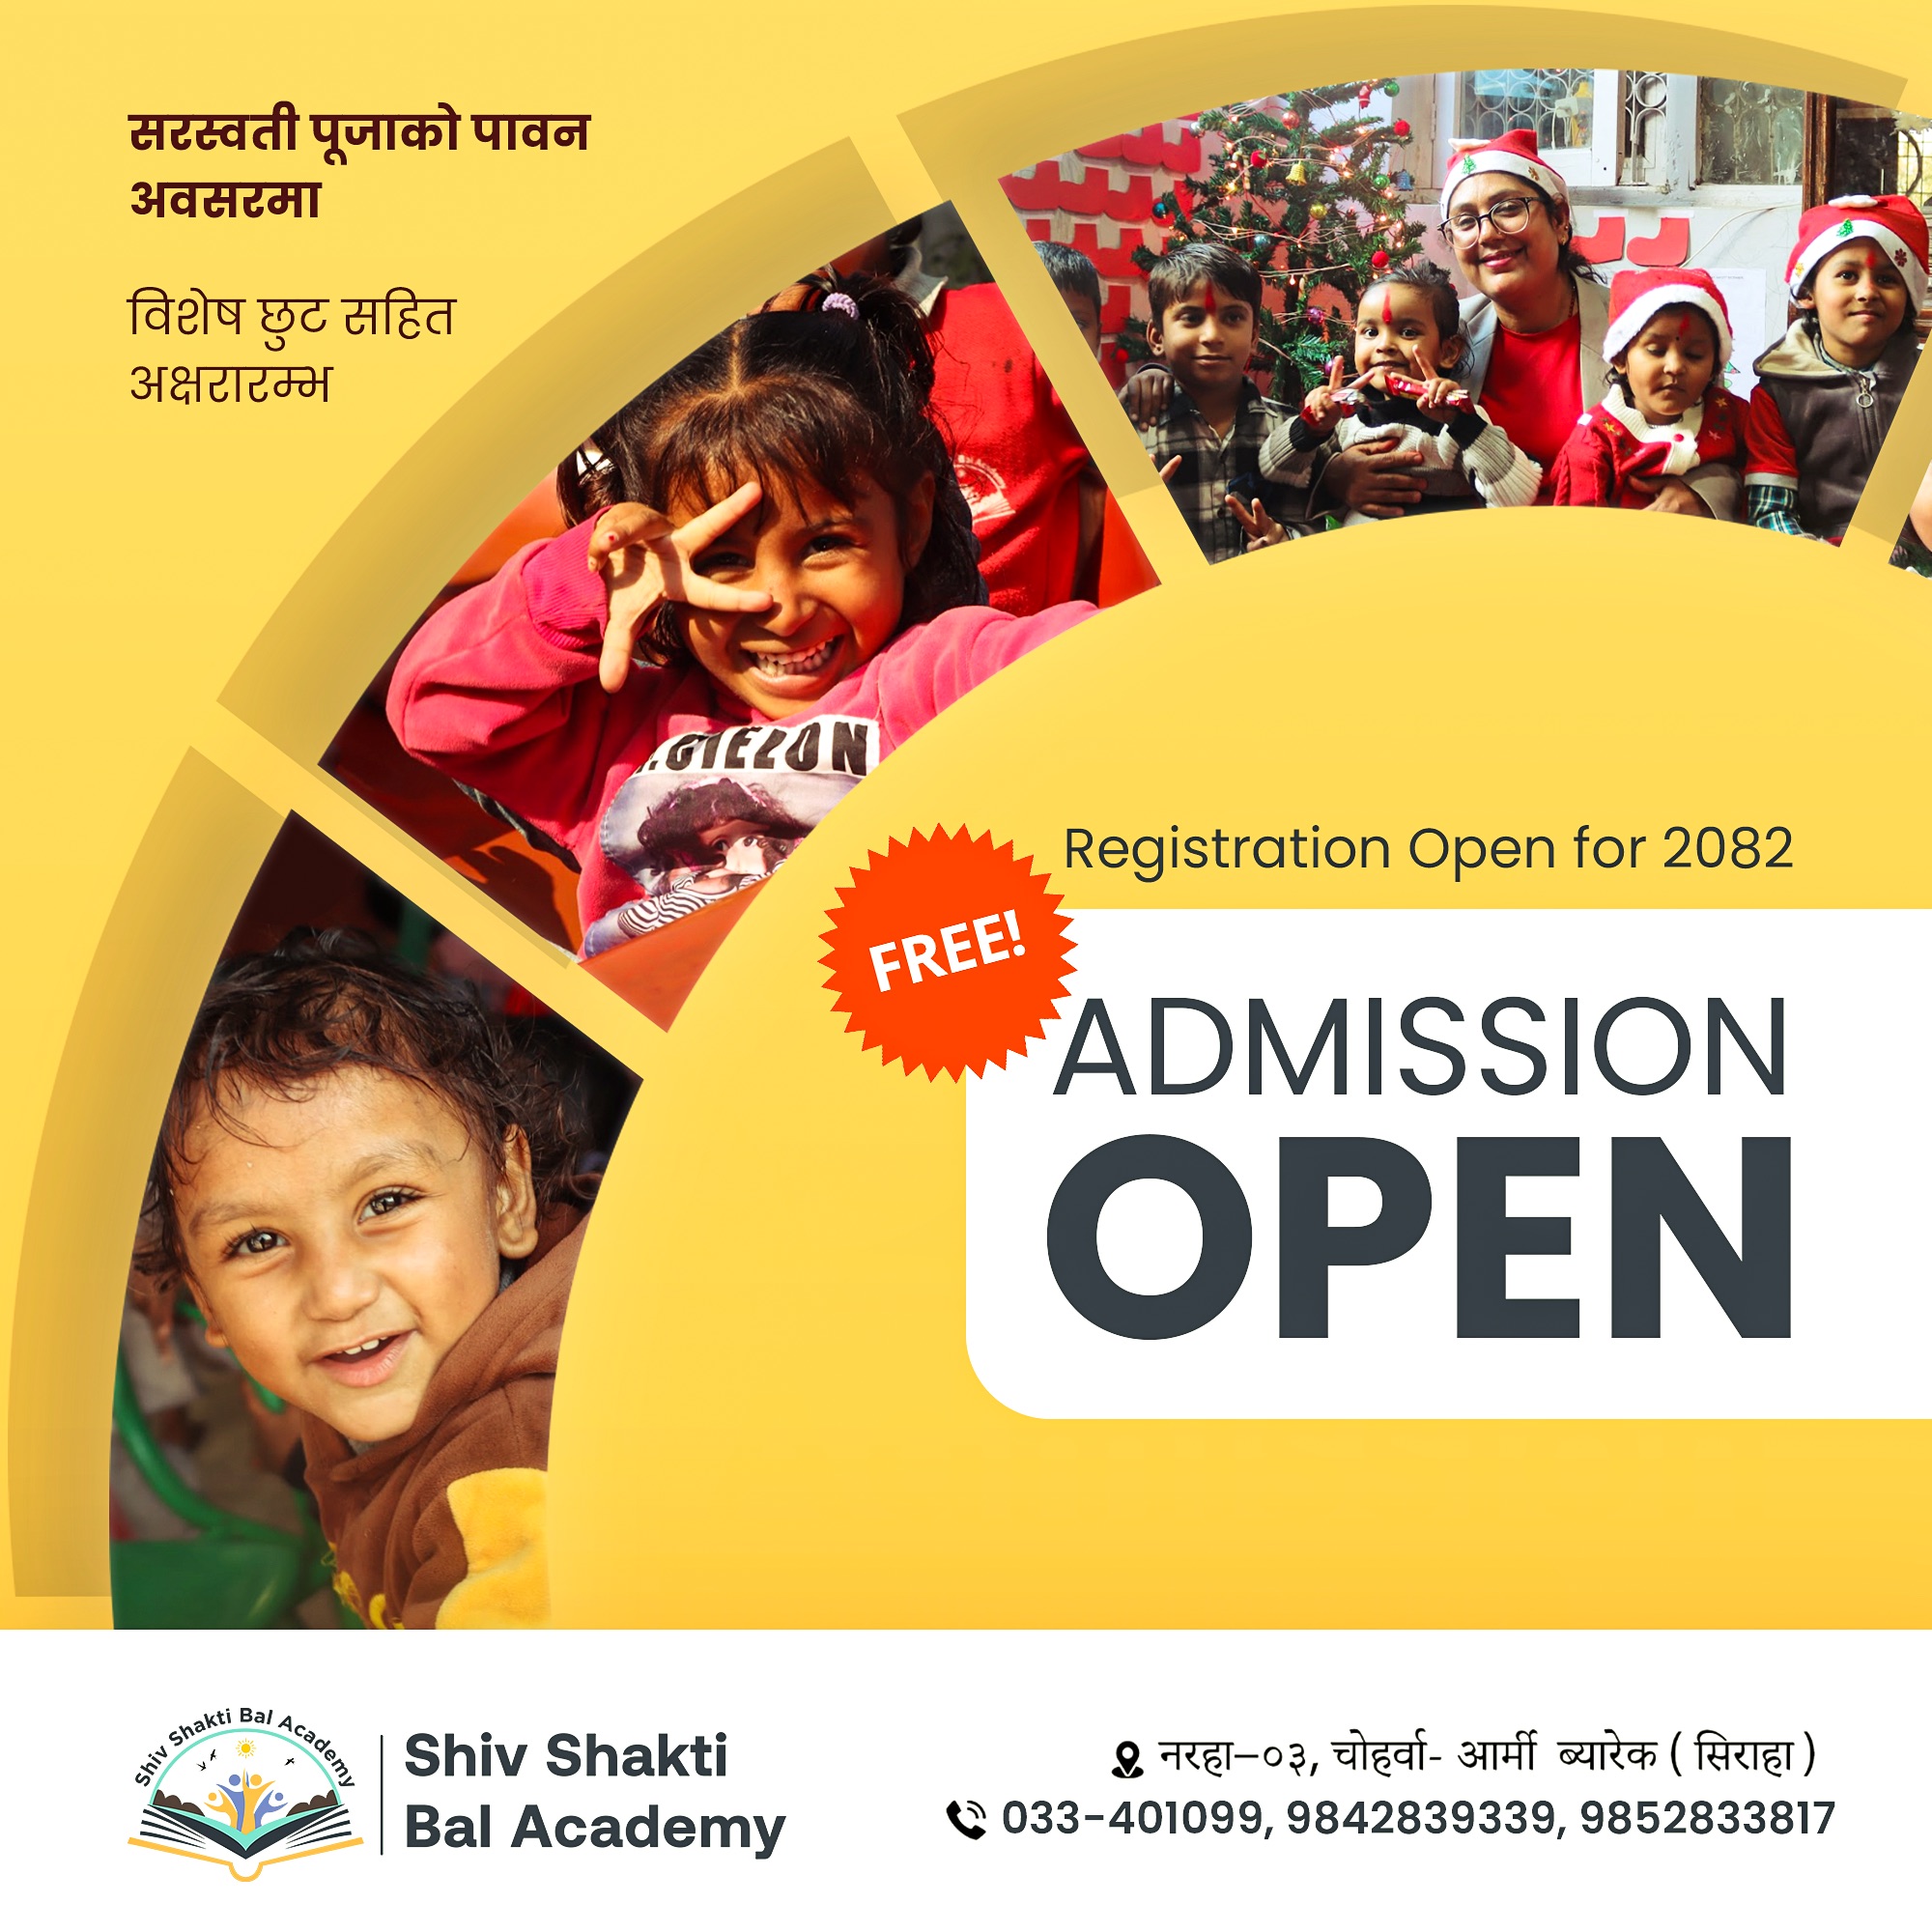 सरस्वती पूजाको पावन
अवसरमा
विशेष छुट सहित
अक्षरारम्भ
.GIELON
Registration Open for 2082
FREE!
ADMISSION
OPEN
Shiv Shakti Bal Academy
Shiv Shakti
Bal Academy
नरहा–०३, चोहर्वा- आर्मी ब्यारेक ( सिराहा )
033-401099, 9842839339, 9852833817